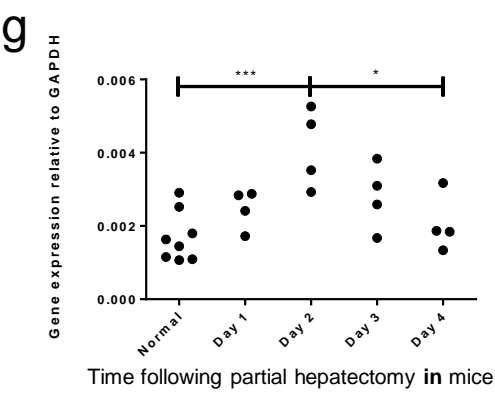 g
Gene expression relative to GAPDH
*** *
0.006
0.004
0.002
0.000
Normal Day 1 Day 2 Day 3 Day 4
Time following partial hepatectomy in mice